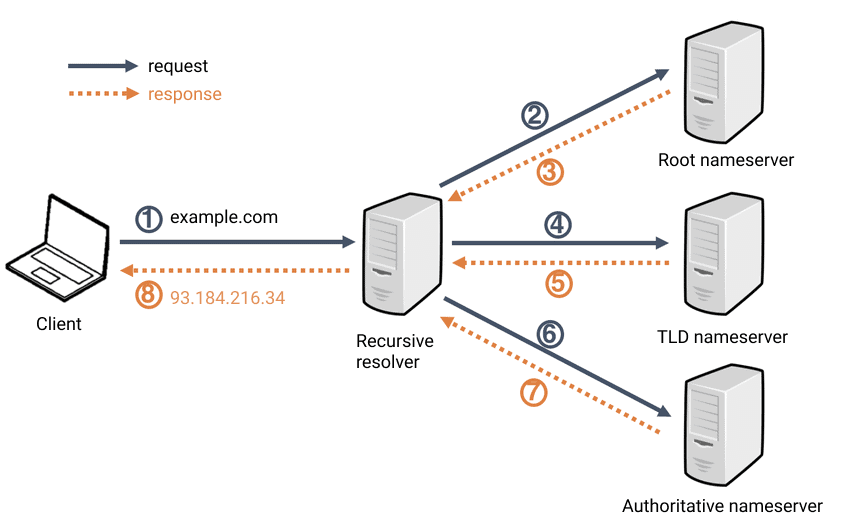 request
response
② 
Root nameserver
③
① example.com
④
⑤
⑧ 93.184.216.34
Client
Recursive
resolver
TLD nameserver
⑥
⑦
Authoritative nameserver